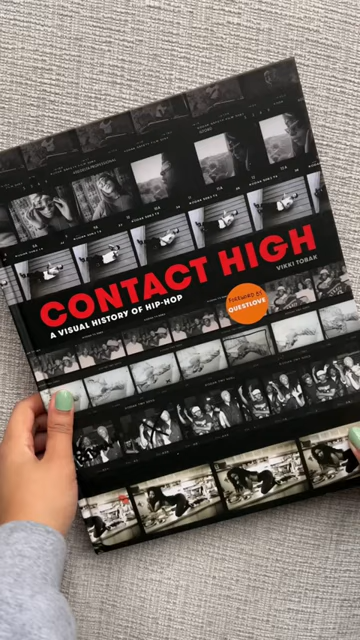 CONTACT HIGH
A VISUAL HISTORY OF HIP-HOP
VIKKI TOBAK
FOREWORD BY
QUESTLOVE